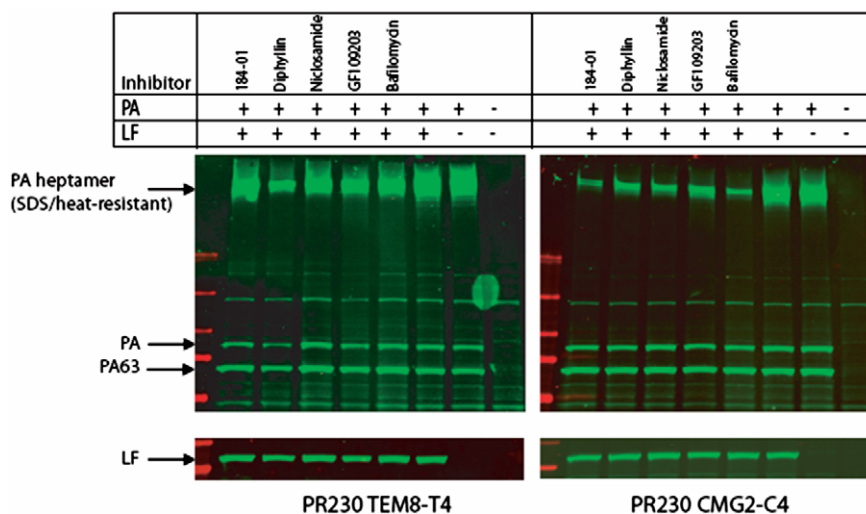 Inhibitor 184-01 Diphyllin Niclosamide GF109203 Bafilomycin 184-01 Diphyllin Niclosamide GF109203 Bafilomycin
PA + + + + + + + - + + + + + + + -
LF + + + + + + - - + + + + + + - -
PA heptamer
(SDS/heat-resistant)
PA
PA63
LF
PR230 TEM8-T4 PR230 CMG2-C4